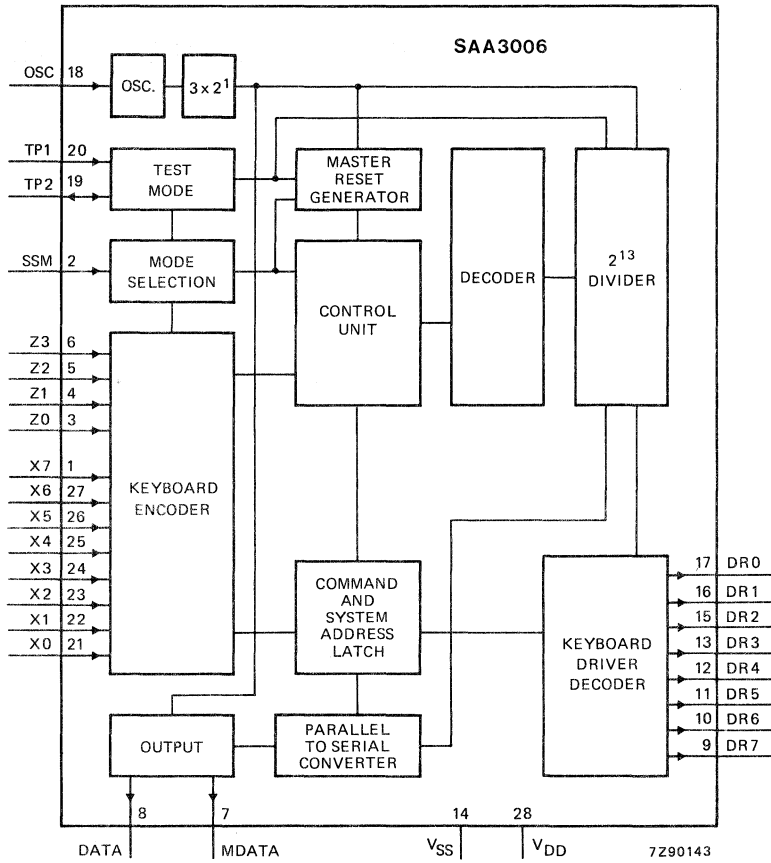 SAA3006
OSC 18
OSC.
3 x 2¹
TP1 20
TP2 19
TEST
MODE
MASTER
RESET
GENERATOR
SSM 2
MODE
SELECTION
CONTROL
UNIT
DECODER
2¹³
DIVIDER
Z3 6
Z2 5
Z1 4
Z0 3
X7 1
X6 27
X5 26
X4 25
X3 24
X2 23
X1 22
X0 21
KEYBOARD
ENCODER
COMMAND
AND
SYSTEM
ADDRESS
LATCH
KEYBOARD
DRIVER
DECODER
17 DR0
16 DR1
15 DR2
13 DR3
12 DR4
11 DR5
10 DR6
9 DR7
OUTPUT
PARALLEL
TO SERIAL
CONVERTER
8
7
14
28
DATA
MDATA
VSS
VDD
7Z90143